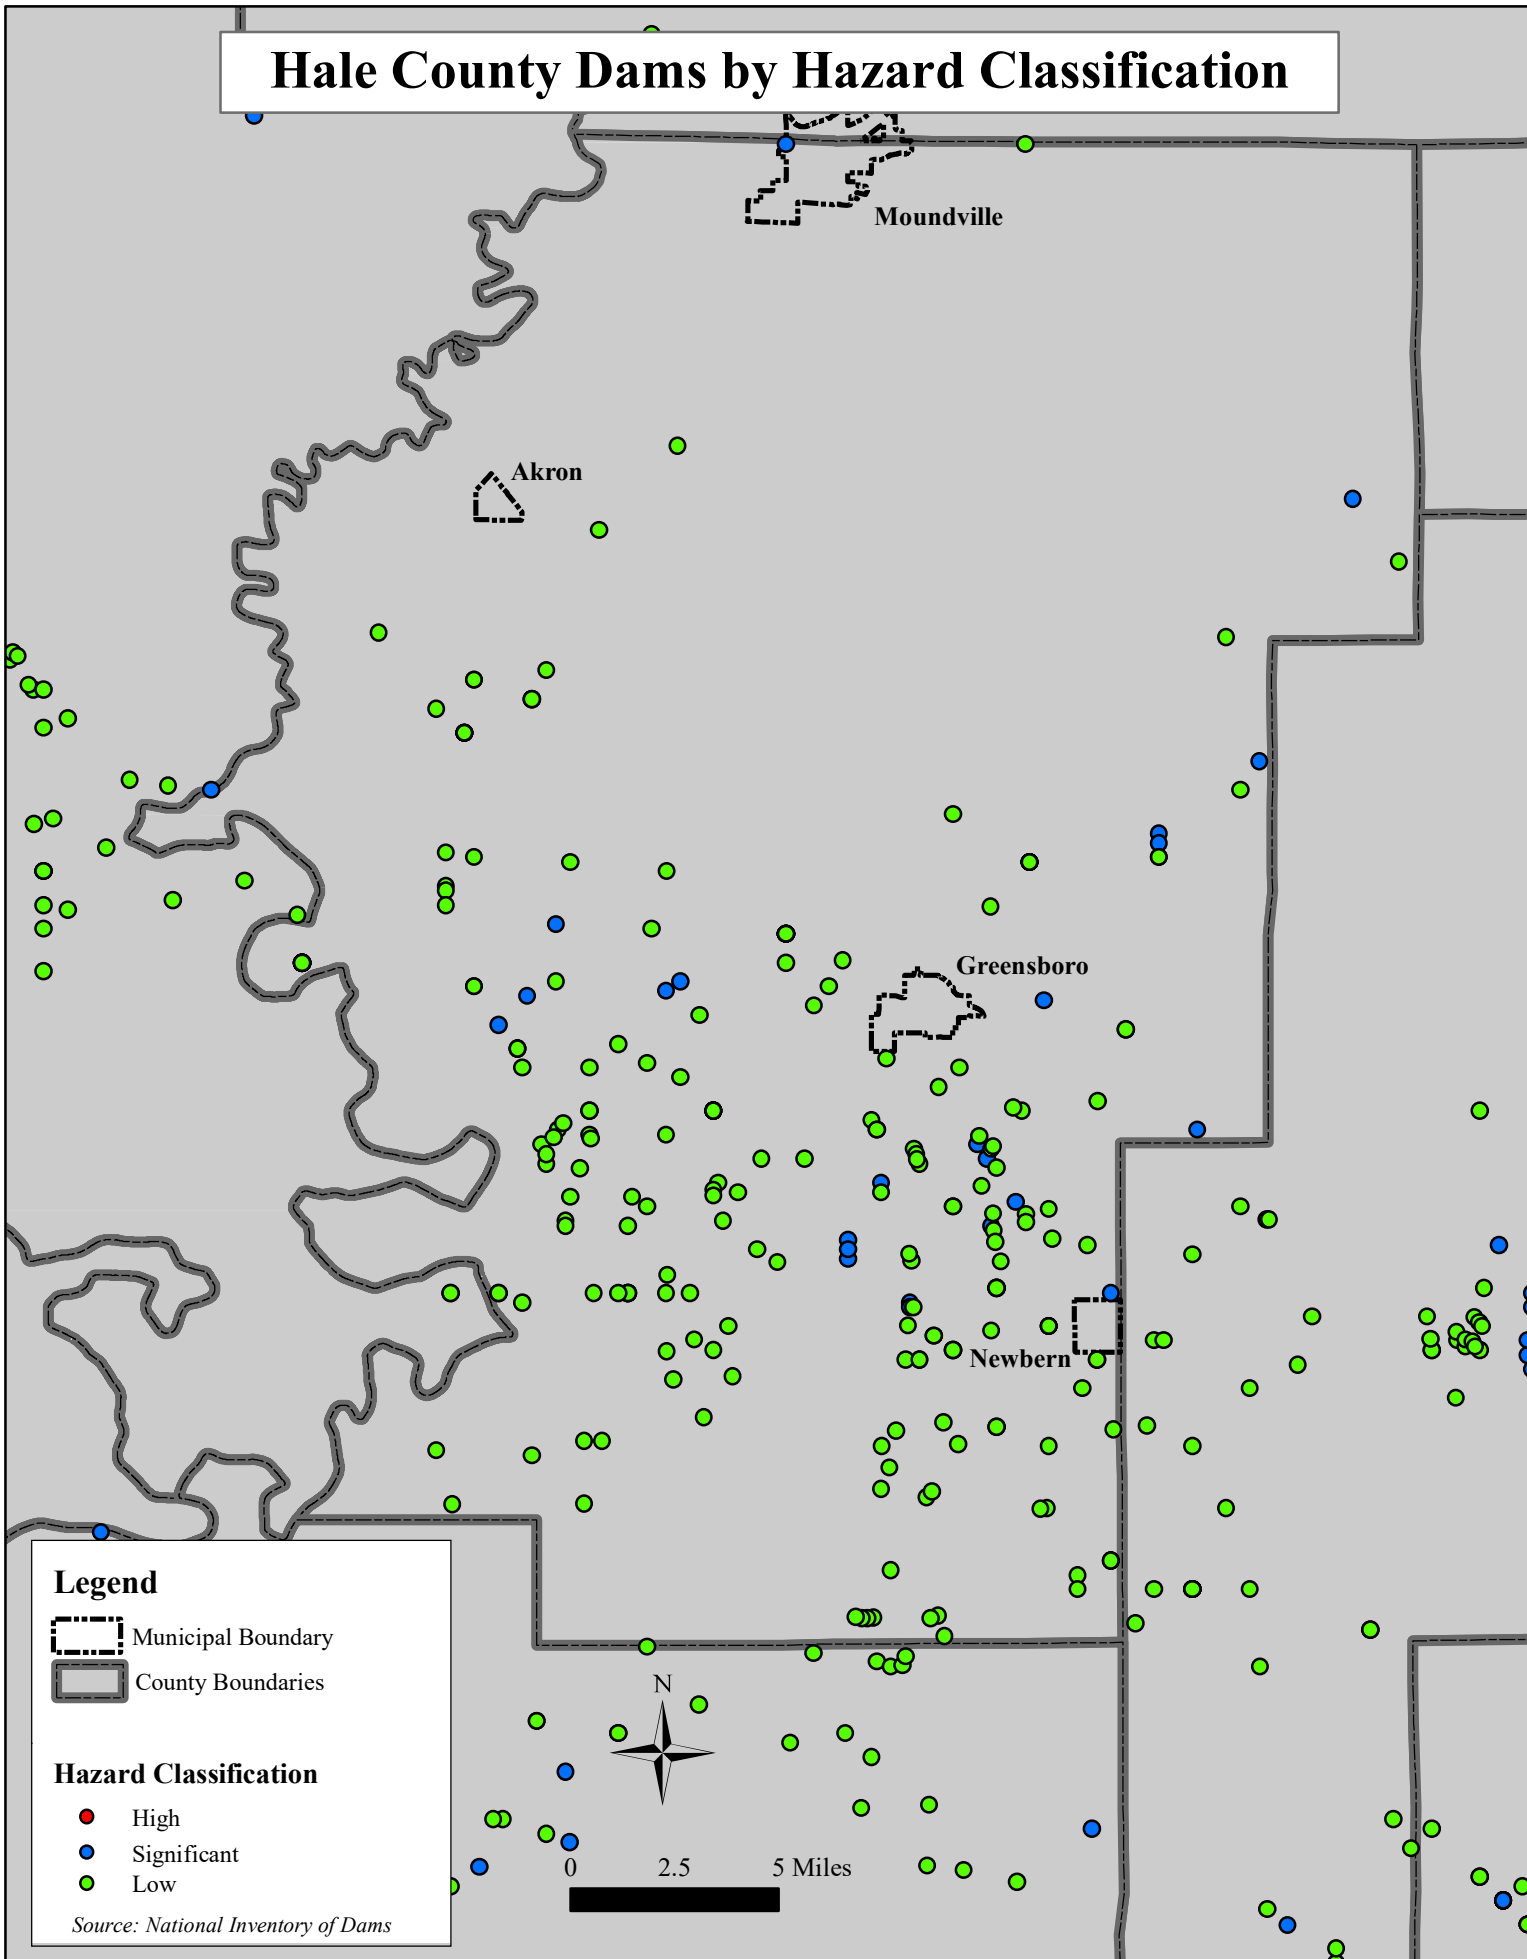 Hale County Dams by Hazard Classification
Moundville
Akron
Greensboro
Newbern
Legend
Municipal Boundary
County Boundaries
Hazard Classification
High
Significant
Low
Source: National Inventory of Dams
N
0 2.5 5 Miles